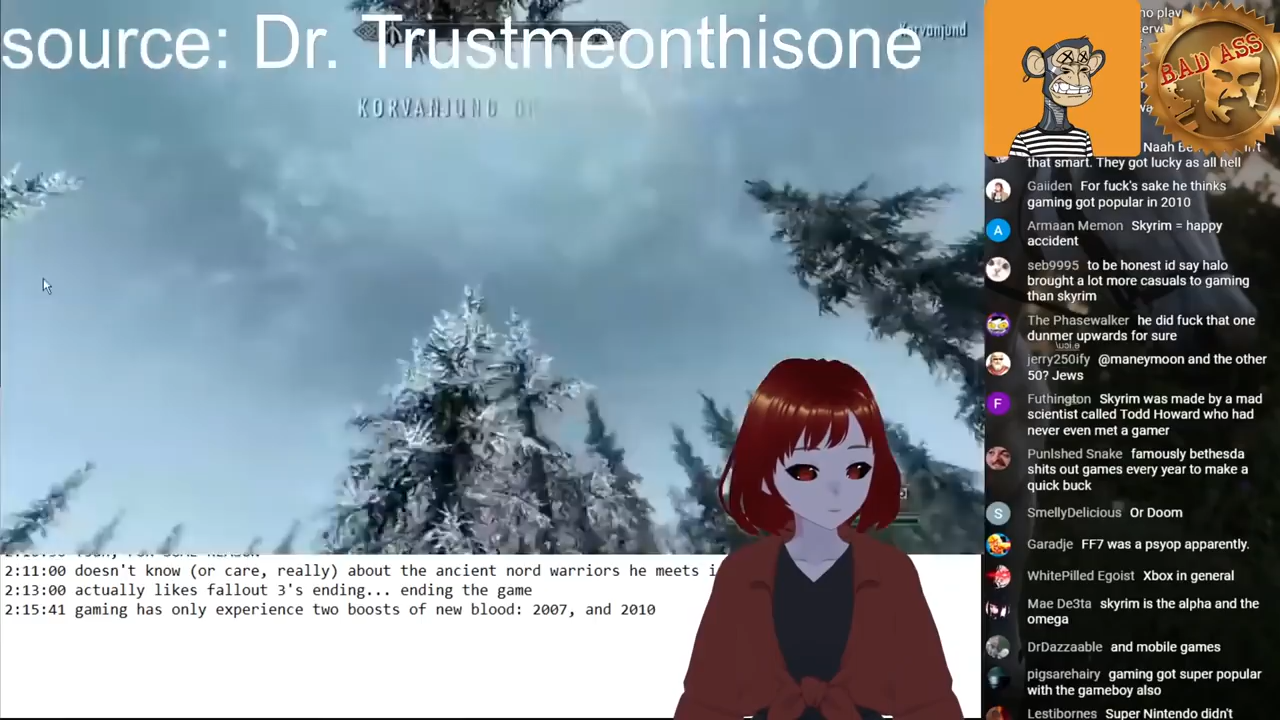 source: Dr. Trustmeonthisone
Korvanjund
KORVANJUND
BAD ASS
no play
Naah
that smart. They got lucky as all hell
Gaiiden For fuck's sake he thinks
gaming got popular in 2010
Armaan Memon Skyrim = happy
accident
seb9995 to be honest id say halo
brought a lot more casuals to gaming
than skyrim
The Phasewalker he did fuck that one
dunmer upwards for sure
jerry250ify @maneymoon and the other
50? Jews
Futhington Skyrim was made by a mad
scientist called Todd Howard who had
never even met a gamer
Punlshed Snake famously bethesda
shits out games every year to make a
quick buck
SmellyDelicious Or Doom
Garadje FF7 was a psyop apparently.
WhitePilled Egoist Xbox in general
Mae De3ta skyrim is the alpha and the
omega
DrDazzaable and mobile games
pigsarehairy gaming got super popular
with the gameboy also
Lestibornes Super Nintendo didn't
2:11:00 doesn't know (or care, really) about the ancient nord warriors he meets
2:13:00 actually likes fallout 3's ending... ending the game
2:15:41 gaming has only experience two boosts of new blood: 2007, and 2010